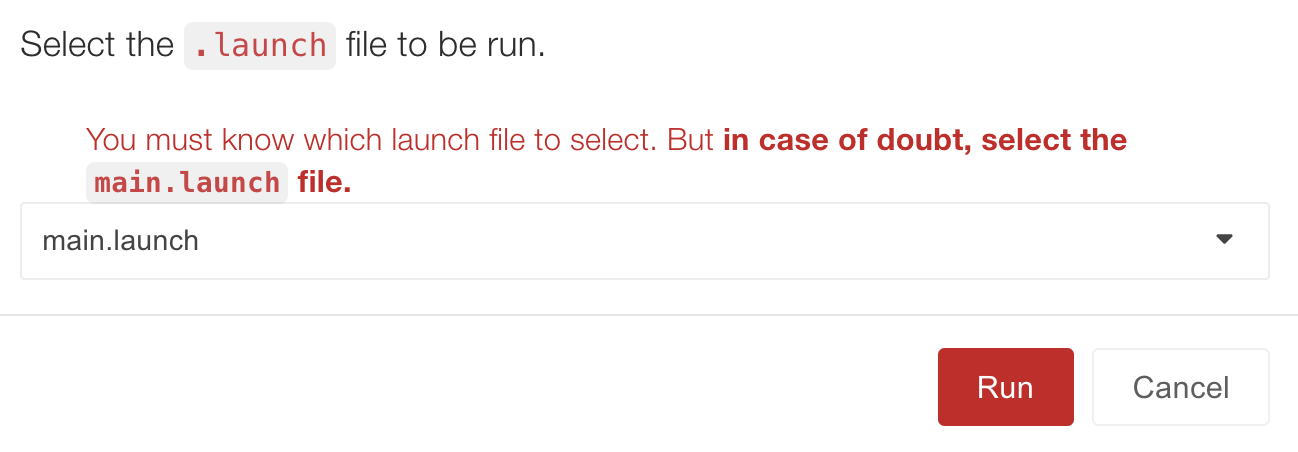 Select the .launch file to be run.
You must know which launch file to select. But in case of doubt, select the
main.launch file.
main.launch
Run Cancel